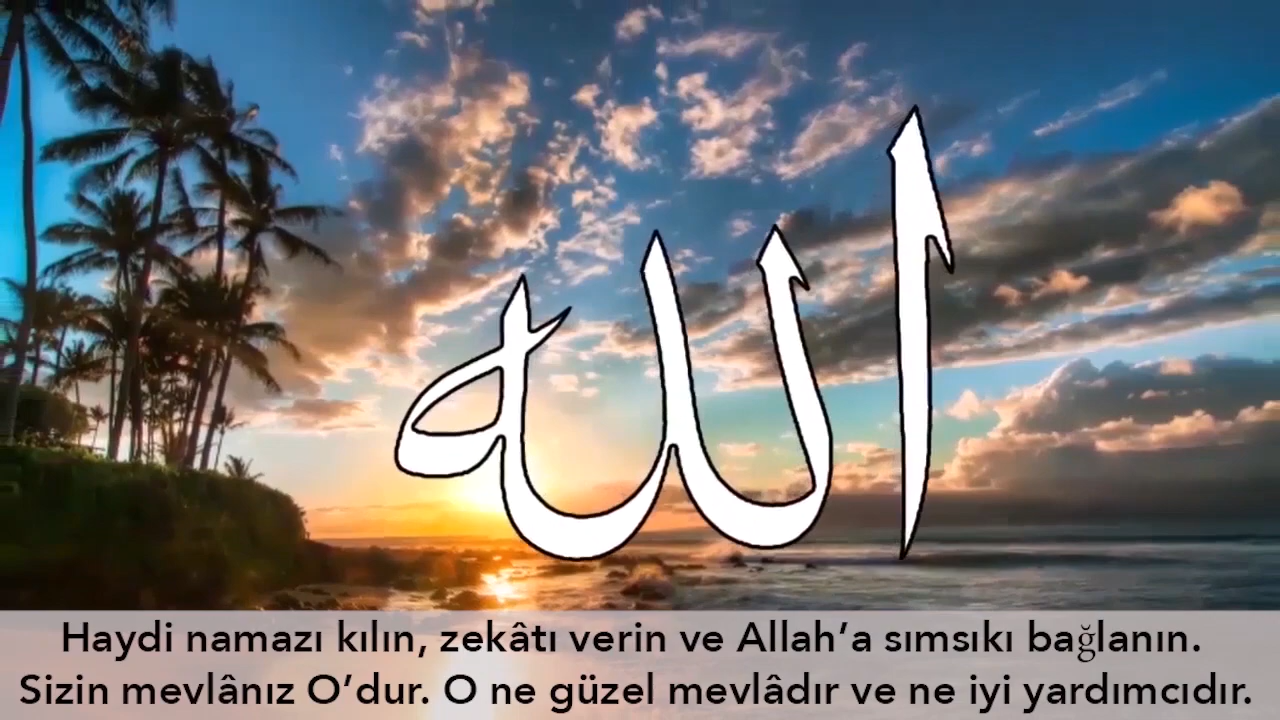 الله
Haydi namazı kılın, zekâtı verin ve Allah’a sımsıkı bağlanın.
Sizin mevlânız O’dur. O ne güzel mevlâdır ve ne iyi yardımcıdır.